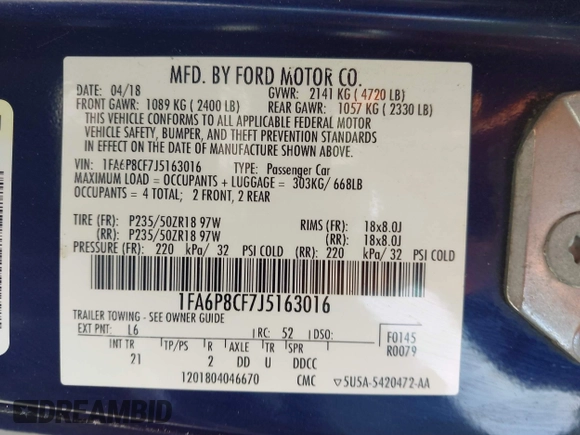 MFD. BY FORD MOTOR CO.
DATE: 04/18 GVWR: 2141 KG ( 4720 LB)
FRONT GAWR: 1089 KG ( 2400 LB) REAR GAWR: 1057 KG ( 2330 LB)
THIS VEHICLE CONFORMS TO ALL APPLICABLE FEDERAL MOTOR
VEHICLE SAFETY, BUMPER, AND THEFT PREVENTION STANDARDS
IN EFFECT ON THE DATE OF MANUFACTURE SHOWN ABOVE.
VIN: 1FA6P8CF7J5163016 TYPE: Passenger Car
MAXIMUM LOAD = OCCUPANTS + LUGGAGE = 303KG/ 668LB
OCCUPANTS = 4 TOTAL; 2 FRONT, 2 REAR
TIRE (FR): P235/50ZR18 97W RIMS (FR): 18x8.0J
(RR): P235/50ZR18 97W (RR): 18x8.0J
PRESSURE (FR): 220 kPa/ 32 PSI COLD (RR): 220 kPa/ 32 PSI COLD
1FA6P8CF7J5163016
TRAILER TOWING - SEE OWNER GUIDE
EXT PNT: L6 RC: 52 DSO: F0145
INT TR TP/PS R AXLE TR SPR R0079
21 2 DD U DDCC
1201804046670 CMC ▽5U5A-5420472-AA
DREAMBID